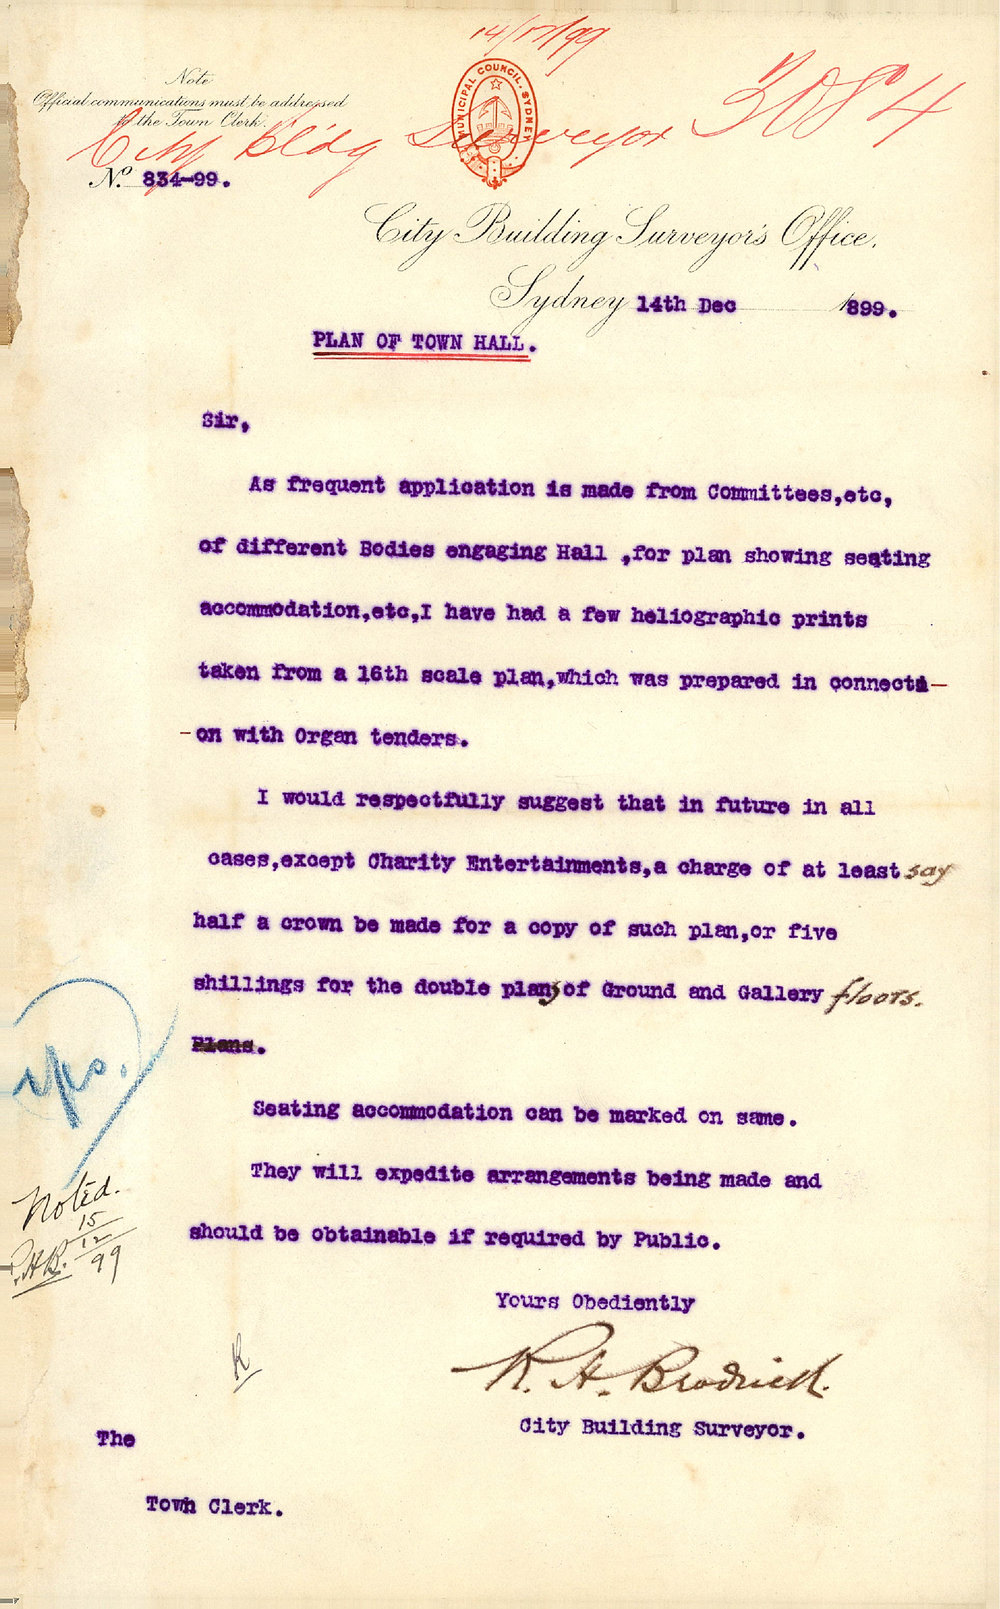 14/12/99
Note
Official communications must be addressed
to the Town Clerk.
MUNICIPAL COUNCIL. SYDNEY
City Bldg Surveyor 3084
No. 834-99.
City Building Surveyor's Office.
Sydney 14th Dec 1899.
PLAN OF TOWN HALL.
Sir,
As frequent application is made from Committees,etc,
of different Bodies engaging Hall ,for plan showing seating
accommodation,etc,I have had a few heliographic prints
taken from a 16th scale plan,which was prepared in connecti-
-on with Organ tenders.
I would respectfully suggest that in future in all
cases,except Charity Entertainments,a charge of at least say
half a crown be made for a copy of such plan,or five
shillings for the double plans of Ground and Gallery floors.
Plans.
Seating accommodation can be marked on same.
They will expedite arrangements being made and
should be obtainable if required by Public.
Yes.
Noted.
15
12
99
Yours Obediently
R. H. Brodrick.
City Building Surveyor.
R
The
Town Clerk.